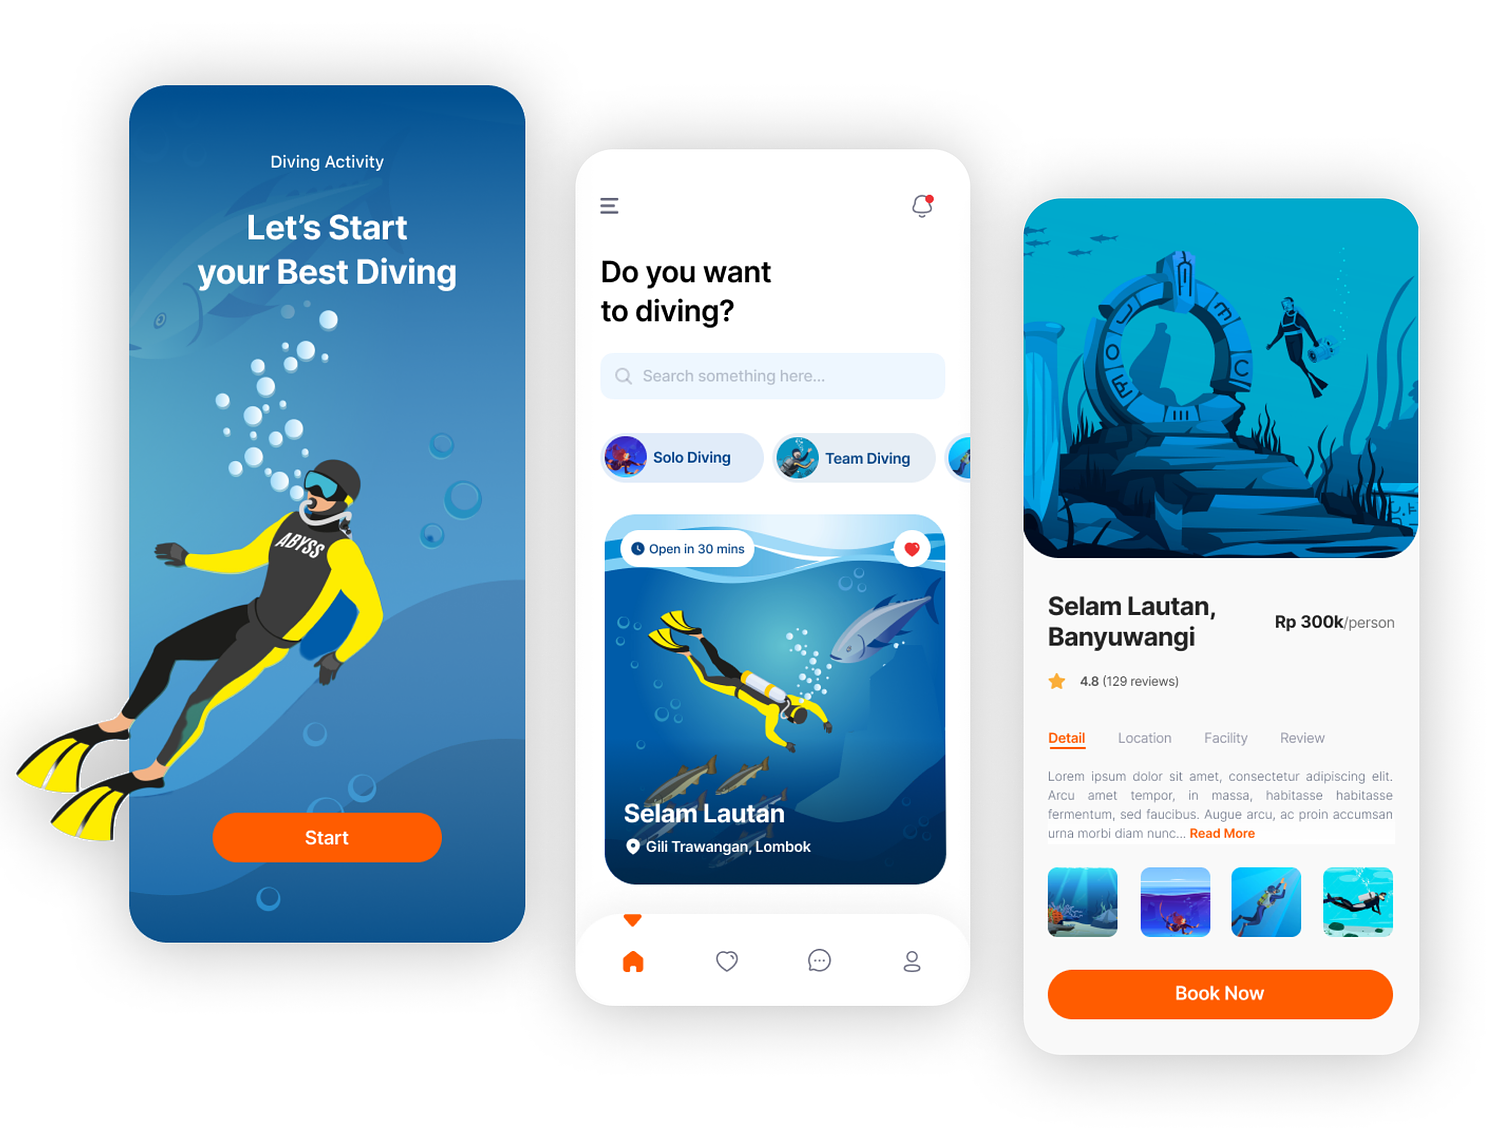 Diving Activity
Let's Start
your Best Diving
ABYSS
Start
Do you want
to diving?
Search something here...
Solo Diving
Team Diving
Open in 30 mins
Selam Lautan
Gili Trawangan, Lombok
Selam Lautan,
Banyuwangi
Rp 300k/person
4.8 (129 reviews)
Detail
Location
Facility
Review
Lorem ipsum dolor sit amet, consectetur adipiscing elit.
Arcu amet tempor, in massa, habitasse habitasse
fermentum, sed faucibus. Augue arcu, ac proin accumsan
urna morbi diam nunc... Read More
Book Now